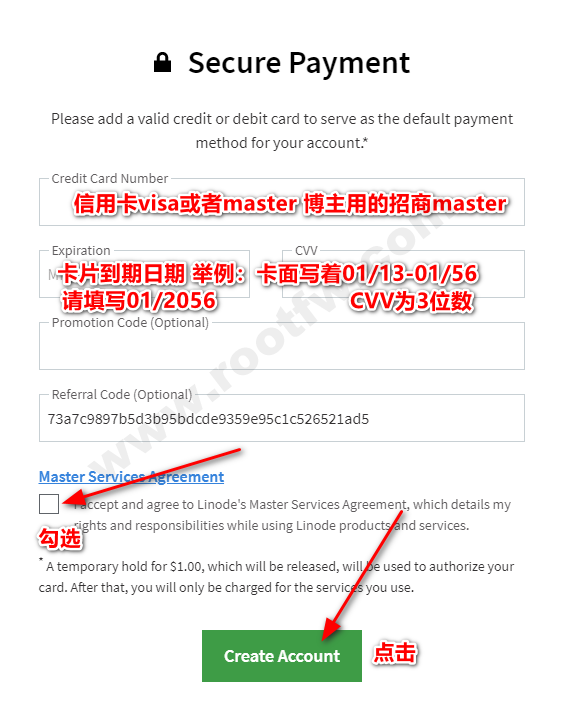 Secure Payment
Please add a valid credit or debit card to serve as the default payment
method for your account.*
Credit Card Number
信用卡visa或者master 博主用的招商master
Expiration
CVV
卡片到期日期 举例：卡面写着01/13-01/56
请填写01/2056
CVV为3位数
Promotion Code (Optional)
Referral Code (Optional)
73a7c9897b5d3b95bdcde9359e95c1c526521ad5
Master Services Agreement
I accept and agree to Linode's Master Services Agreement, which details my
rights and responsibilities while using Linode products and services.
勾选
* A temporary hold for $1.00, which will be released, will be used to authorize your
card. After that, you will only be charged for the services you use.
Create Account
点击